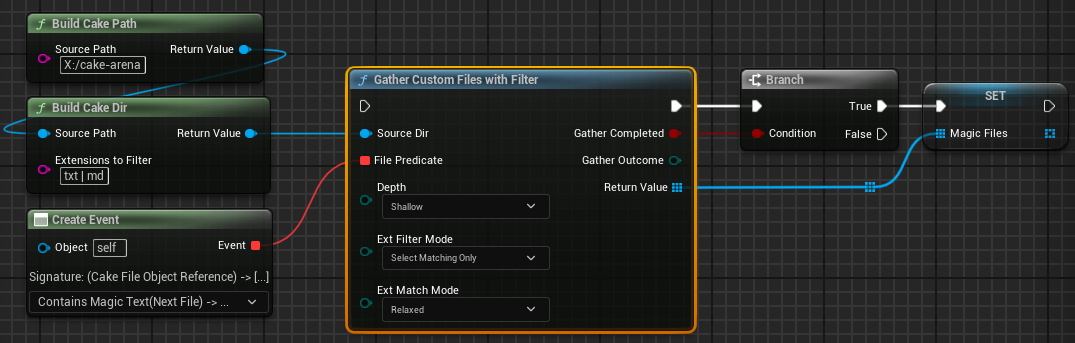 Build Cake Path
Source Path
Return Value
X:/cake-arena
Build Cake Dir
Source Path
Return Value
Extensions to Filter
txt | md
Create Event
Object
self
Event
Signature: (Cake File Object Reference) -> [...]
Contains Magic Text(Next File) -> ...
Gather Custom Files with Filter
Source Dir
Gather Completed
File Predicate
Gather Outcome
Depth
Return Value
Shallow
Ext Filter Mode
Select Matching Only
Ext Match Mode
Relaxed
Branch
True
Condition
False
SET
Magic Files